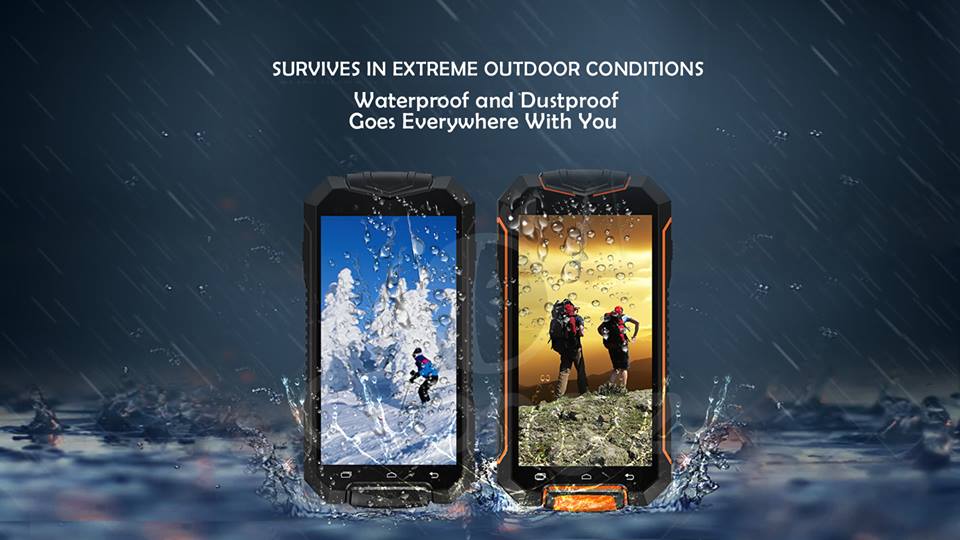 SURVIVES IN EXTREME OUTDOOR CONDITIONS
Waterproof and Dustproof
Goes Everywhere With You